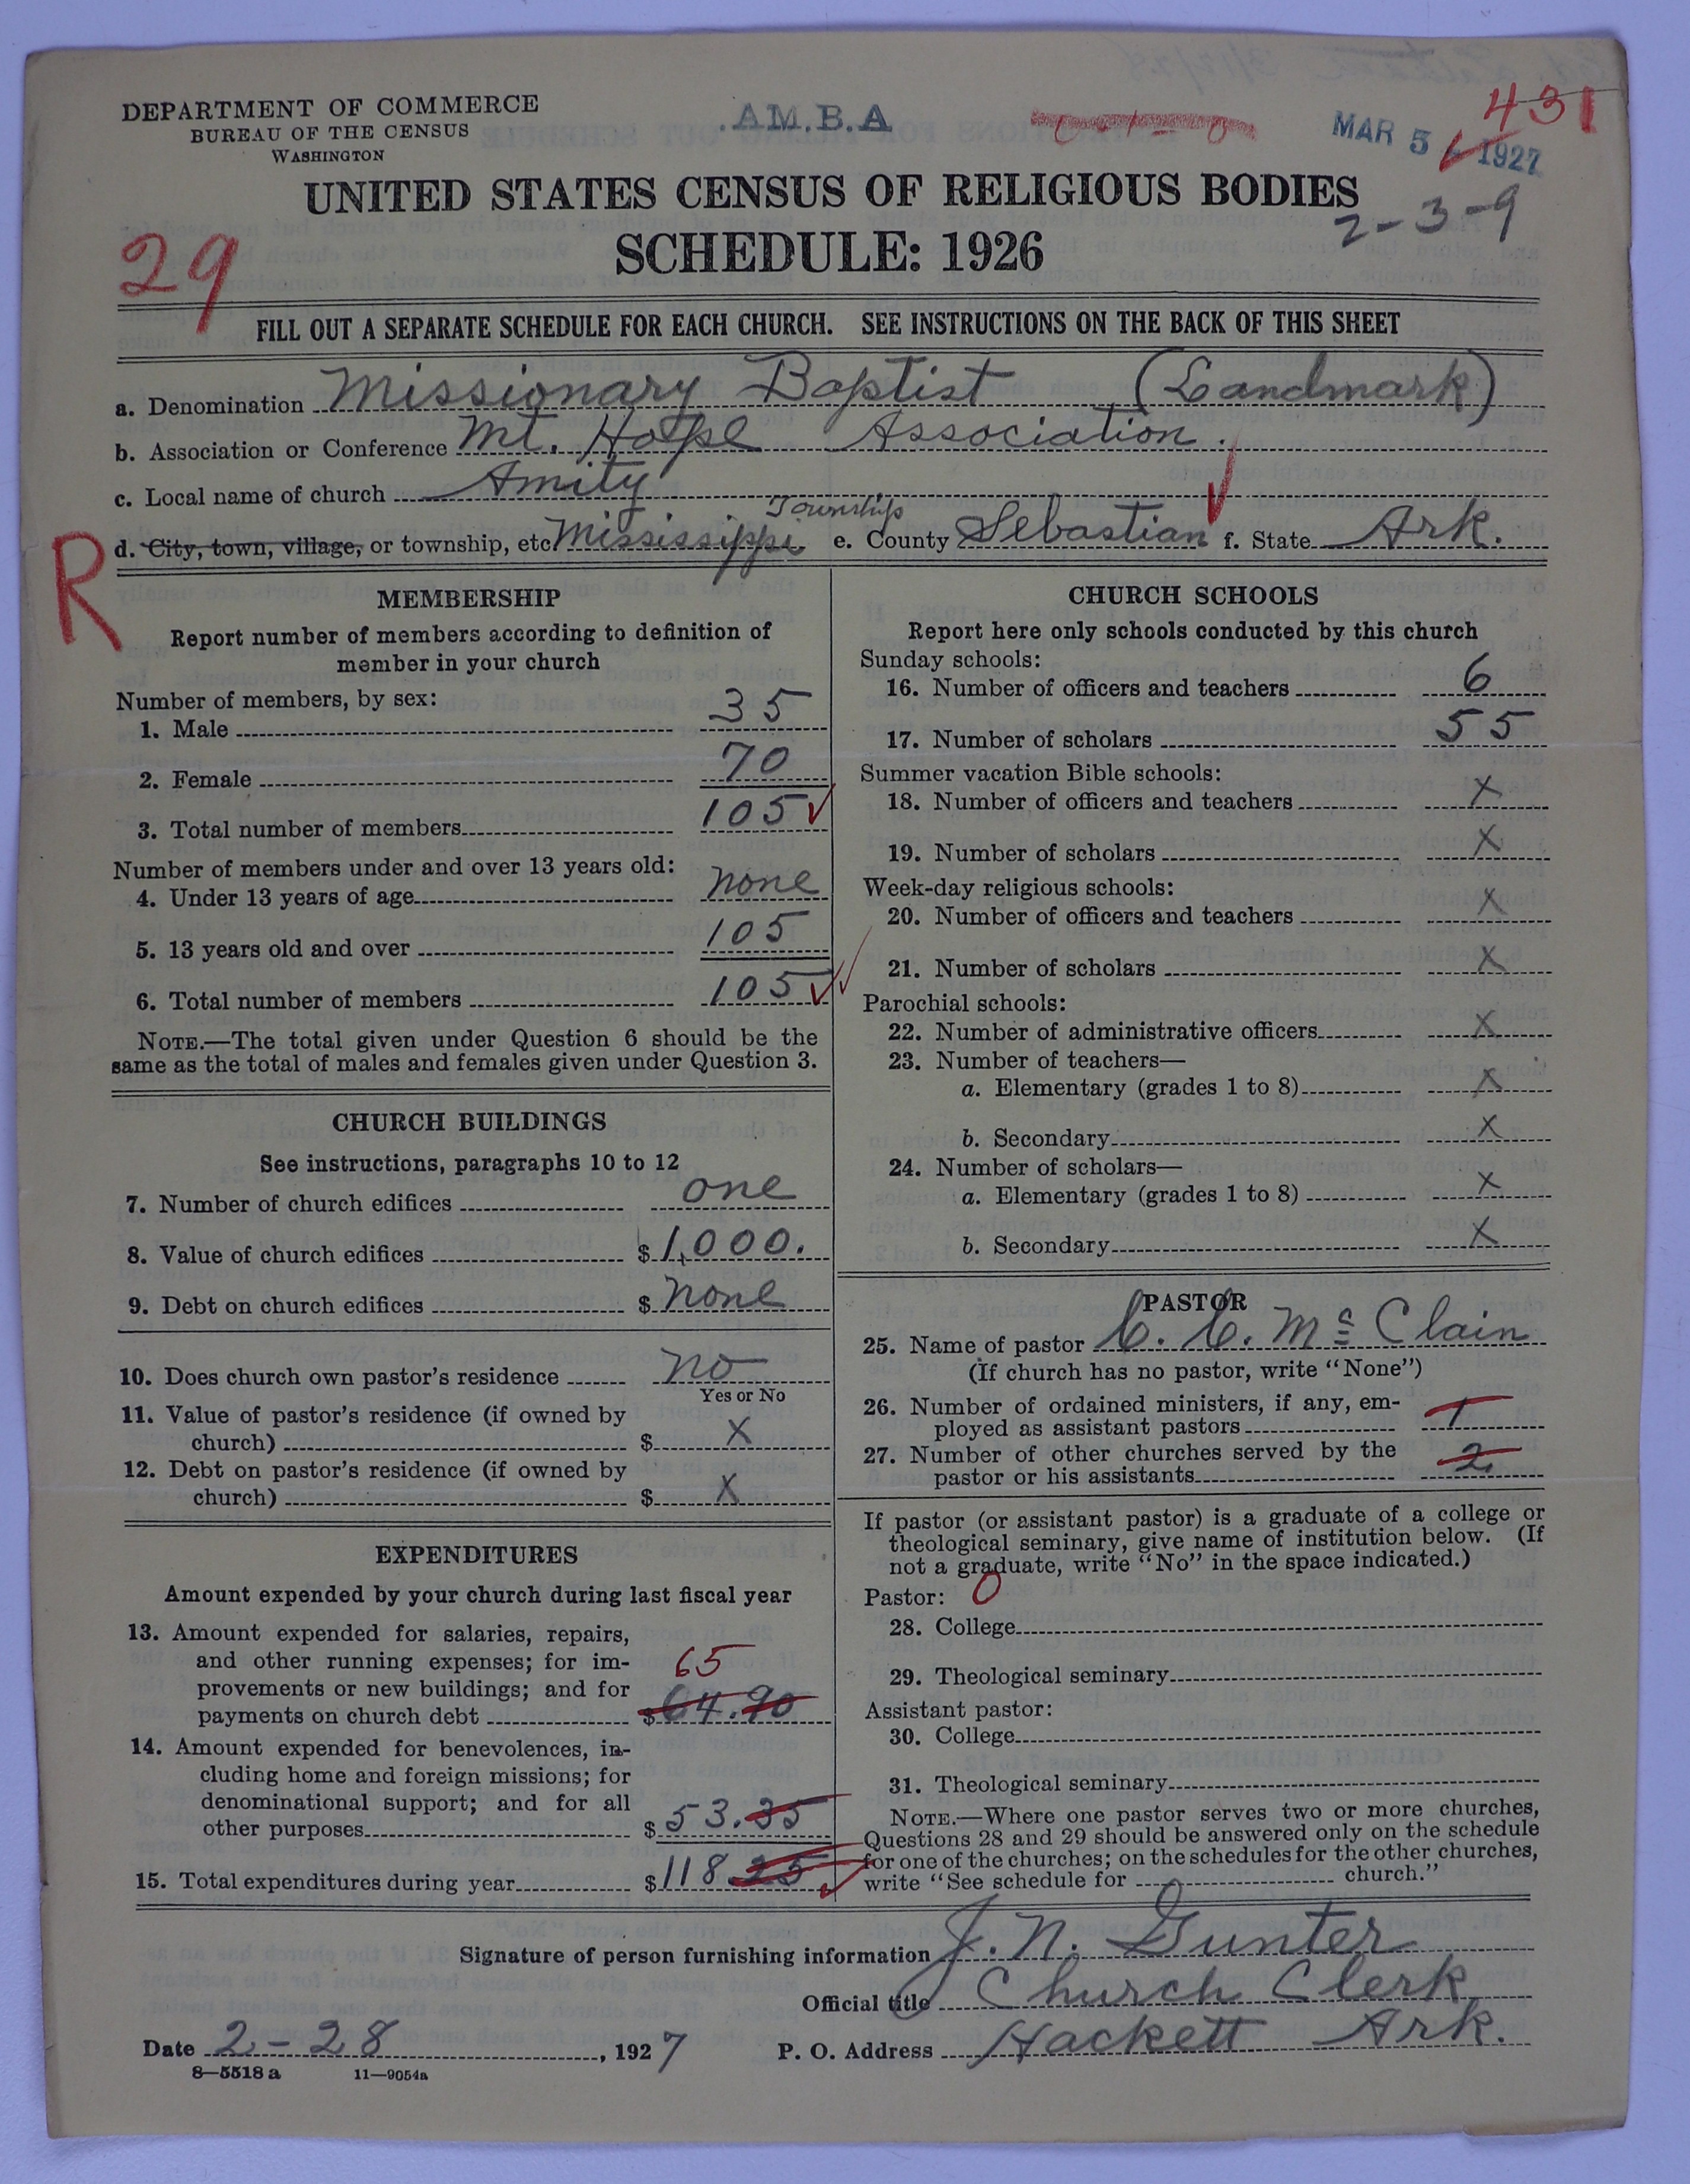 DEPARTMENT OF COMMERCE
BUREAU OF THE CENSUS
WASHINGTON
.AM.B.A
431
MAR 5 1927
2-3-9
UNITED STATES CENSUS OF RELIGIOUS BODIES
SCHEDULE: 1926
29
FILL OUT A SEPARATE SCHEDULE FOR EACH CHURCH. SEE INSTRUCTIONS ON THE BACK OF THIS SHEET
a. Denomination Missionary Baptist (Landmark)
b. Association or Conference Mt. Hope Association.
c. Local name of church Amity
Township
d. City, town, village, or township, etc Mississippi e. County Sebastian f. State Ark.
R
MEMBERSHIP
Report number of members according to definition of
member in your church
Number of members, by sex:
1. Male 35
2. Female 70
3. Total number of members 105
Number of members under and over 13 years old:
4. Under 13 years of age none
5. 13 years old and over 105
6. Total number of members 105
NOTE.—The total given under Question 6 should be the
same as the total of males and females given under Question 3.
CHURCH BUILDINGS
See instructions, paragraphs 10 to 12
7. Number of church edifices one
8. Value of church edifices $1,000.
9. Debt on church edifices $ none
10. Does church own pastor's residence no
Yes or No
11. Value of pastor's residence (if owned by
church) $ X
12. Debt on pastor's residence (if owned by
church) $ X
EXPENDITURES
Amount expended by your church during last fiscal year
13. Amount expended for salaries, repairs,
and other running expenses; for im-
65
provements or new buildings; and for
payments on church debt $64.90
14. Amount expended for benevolences, in-
cluding home and foreign missions; for
denominational support; and for all
other purposes $53.35
15. Total expenditures during year $118.25
CHURCH SCHOOLS
Report here only schools conducted by this church
Sunday schools:
16. Number of officers and teachers 6
17. Number of scholars 55
Summer vacation Bible schools:
18. Number of officers and teachers X
19. Number of scholars X
Week-day religious schools:
20. Number of officers and teachers X
21. Number of scholars X
Parochial schools:
22. Number of administrative officers X
23. Number of teachers—
a. Elementary (grades 1 to 8) X
b. Secondary X
24. Number of scholars—
a. Elementary (grades 1 to 8) X
b. Secondary X
PASTOR
25. Name of pastor C. C. McClain
(If church has no pastor, write "None")
26. Number of ordained ministers, if any, em-
ployed as assistant pastors 1
27. Number of other churches served by the
pastor or his assistants 2
If pastor (or assistant pastor) is a graduate of a college or
theological seminary, give name of institution below. (If
not a graduate, write "No" in the space indicated.)
Pastor: 0
28. College
29. Theological seminary
Assistant pastor:
30. College
31. Theological seminary
NOTE.—Where one pastor serves two or more churches,
Questions 28 and 29 should be answered only on the schedule
for one of the churches; on the schedules for the other churches,
write "See schedule for church."
Signature of person furnishing information J. N. Gunter
Official title Church Clerk
Date 2-28, 1927 P. O. Address Hackett Ark.
8—5518 a 11—9054a